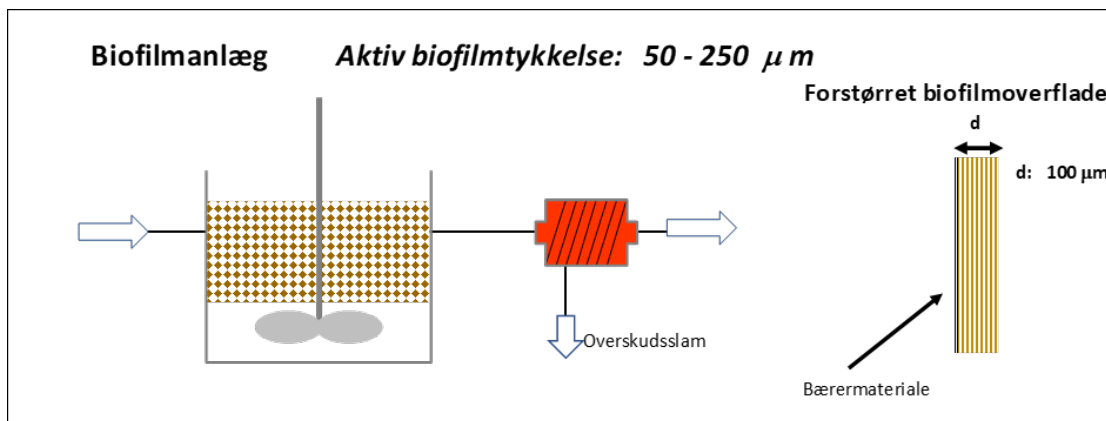 Biofilmanlæg Aktiv biofilmtykkelse: 50 - 250 μ m
Forstørret biofilmoverflade
d
d: 100 μm
Overskudsslam
Bærermateriale